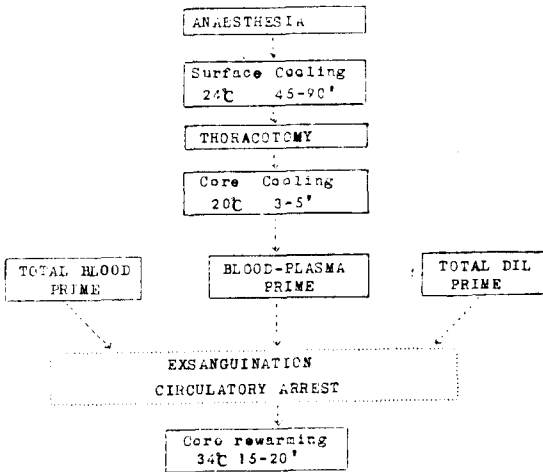 ANAESTHESIA
Surface Cooling
24℃ 45-90'
THORACOTOMY
Core Cooling
20℃ 3-5'
TOTAL BLOOD
PRIME
BLOOD-PLASMA
PRIME
TOTAL DIL
PRIME
EXSANGUINATION
CIRCULATORY ARREST
Core rewarming
34℃ 15-20'